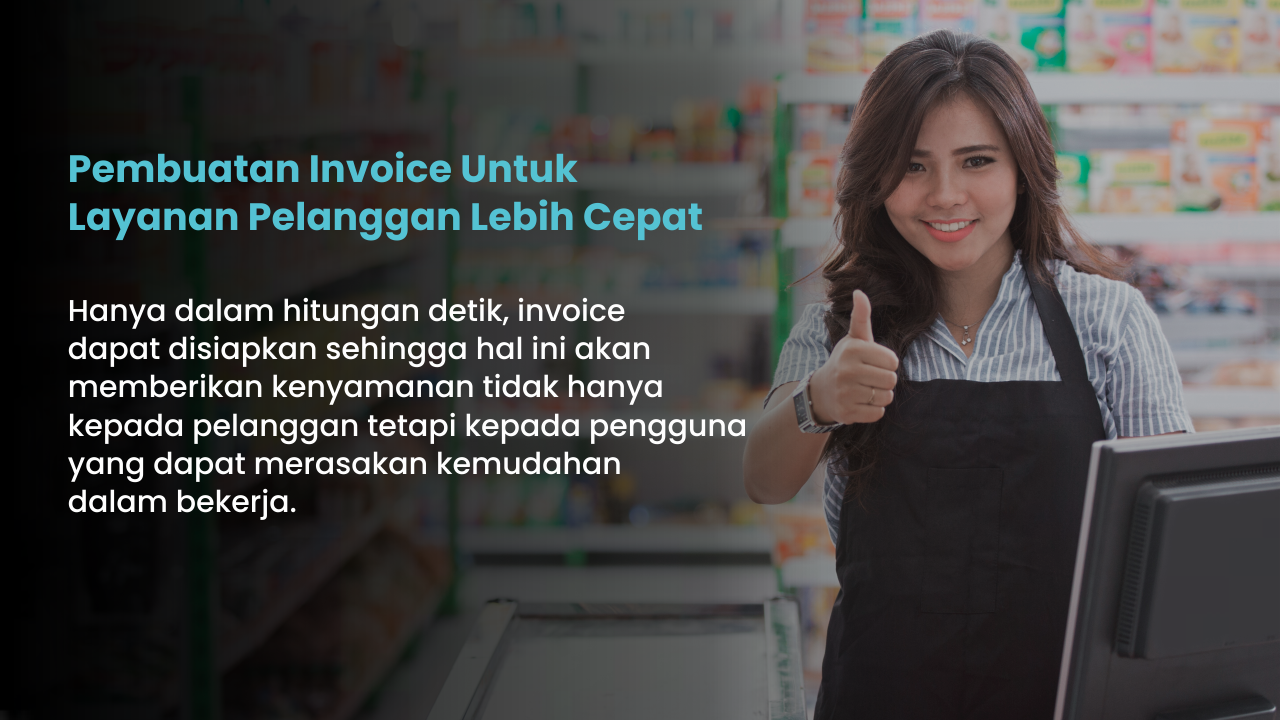 Pembuatan Invoice Untuk
Layanan Pelanggan Lebih Cepat
Hanya dalam hitungan detik, invoice
dapat disiapkan sehingga hal ini akan
memberikan kenyamanan tidak hanya
kepada pelanggan tetapi kepada pengguna
yang dapat merasakan kemudahan
dalam bekerja.